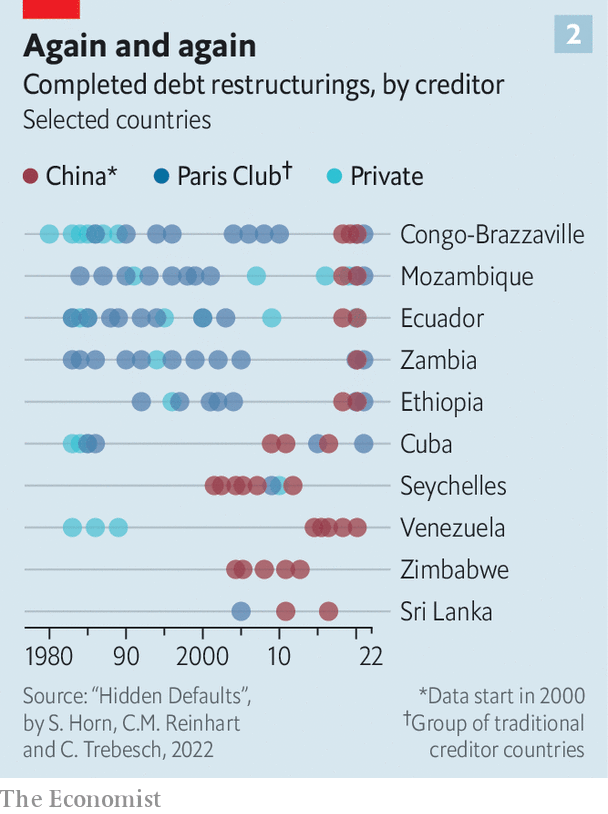 2
Again and again
Completed debt restructurings, by creditor
Selected countries
China* Paris Club† Private
Congo-Brazzaville
Mozambique
Ecuador
Zambia
Ethiopia
Cuba
Seychelles
Venezuela
Zimbabwe
Sri Lanka
1980 90 2000 10 22
Source: “Hidden Defaults”,
by S. Horn, C.M. Reinhart
and C. Trebesch, 2022
*Data start in 2000
†Group of traditional
creditor countries
The Economist